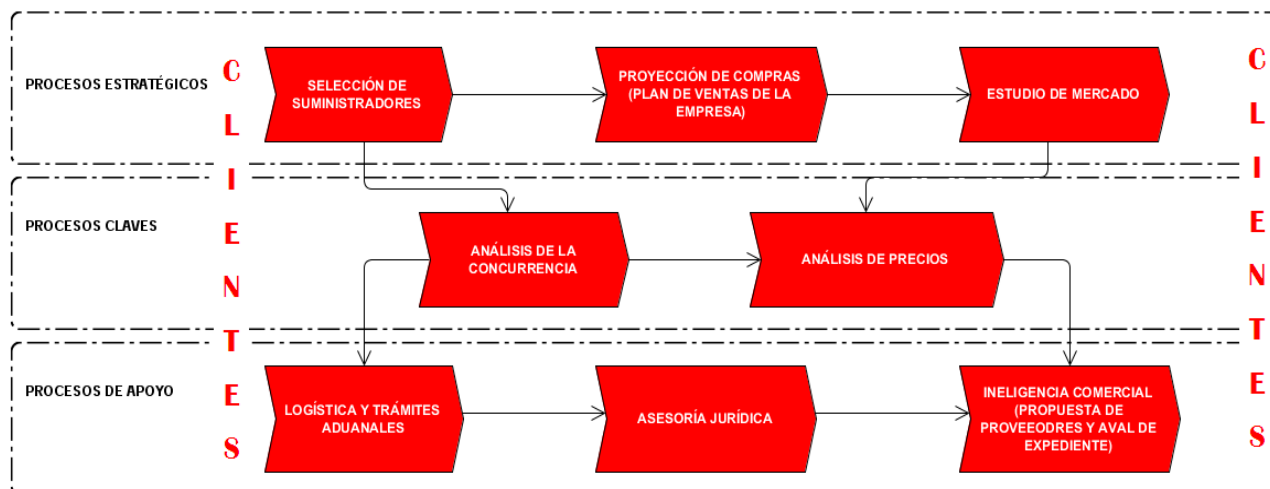 PROCESOS ESTRATÉGICOS
CLIENTES
SELECCIÓN DE
SUMINISTRADORES
PROYECCIÓN DE COMPRAS
(PLAN DE VENTAS DE LA
EMPRESA)
ESTUDIO DE MERCADO
CLIENTES
PROCESOS CLAVES
ANÁLISIS DE LA
CONCURRENCIA
ANÁLISIS DE PRECIOS
PROCESOS DE APOYO
LOGÍSTICA Y TRÁMITES
ADUANALES
ASESORÍA JURÍDICA
INELIGENCIA COMERCIAL
(PROPUESTA DE
PROVEEODRES Y AVAL DE
EXPEDIENTE)